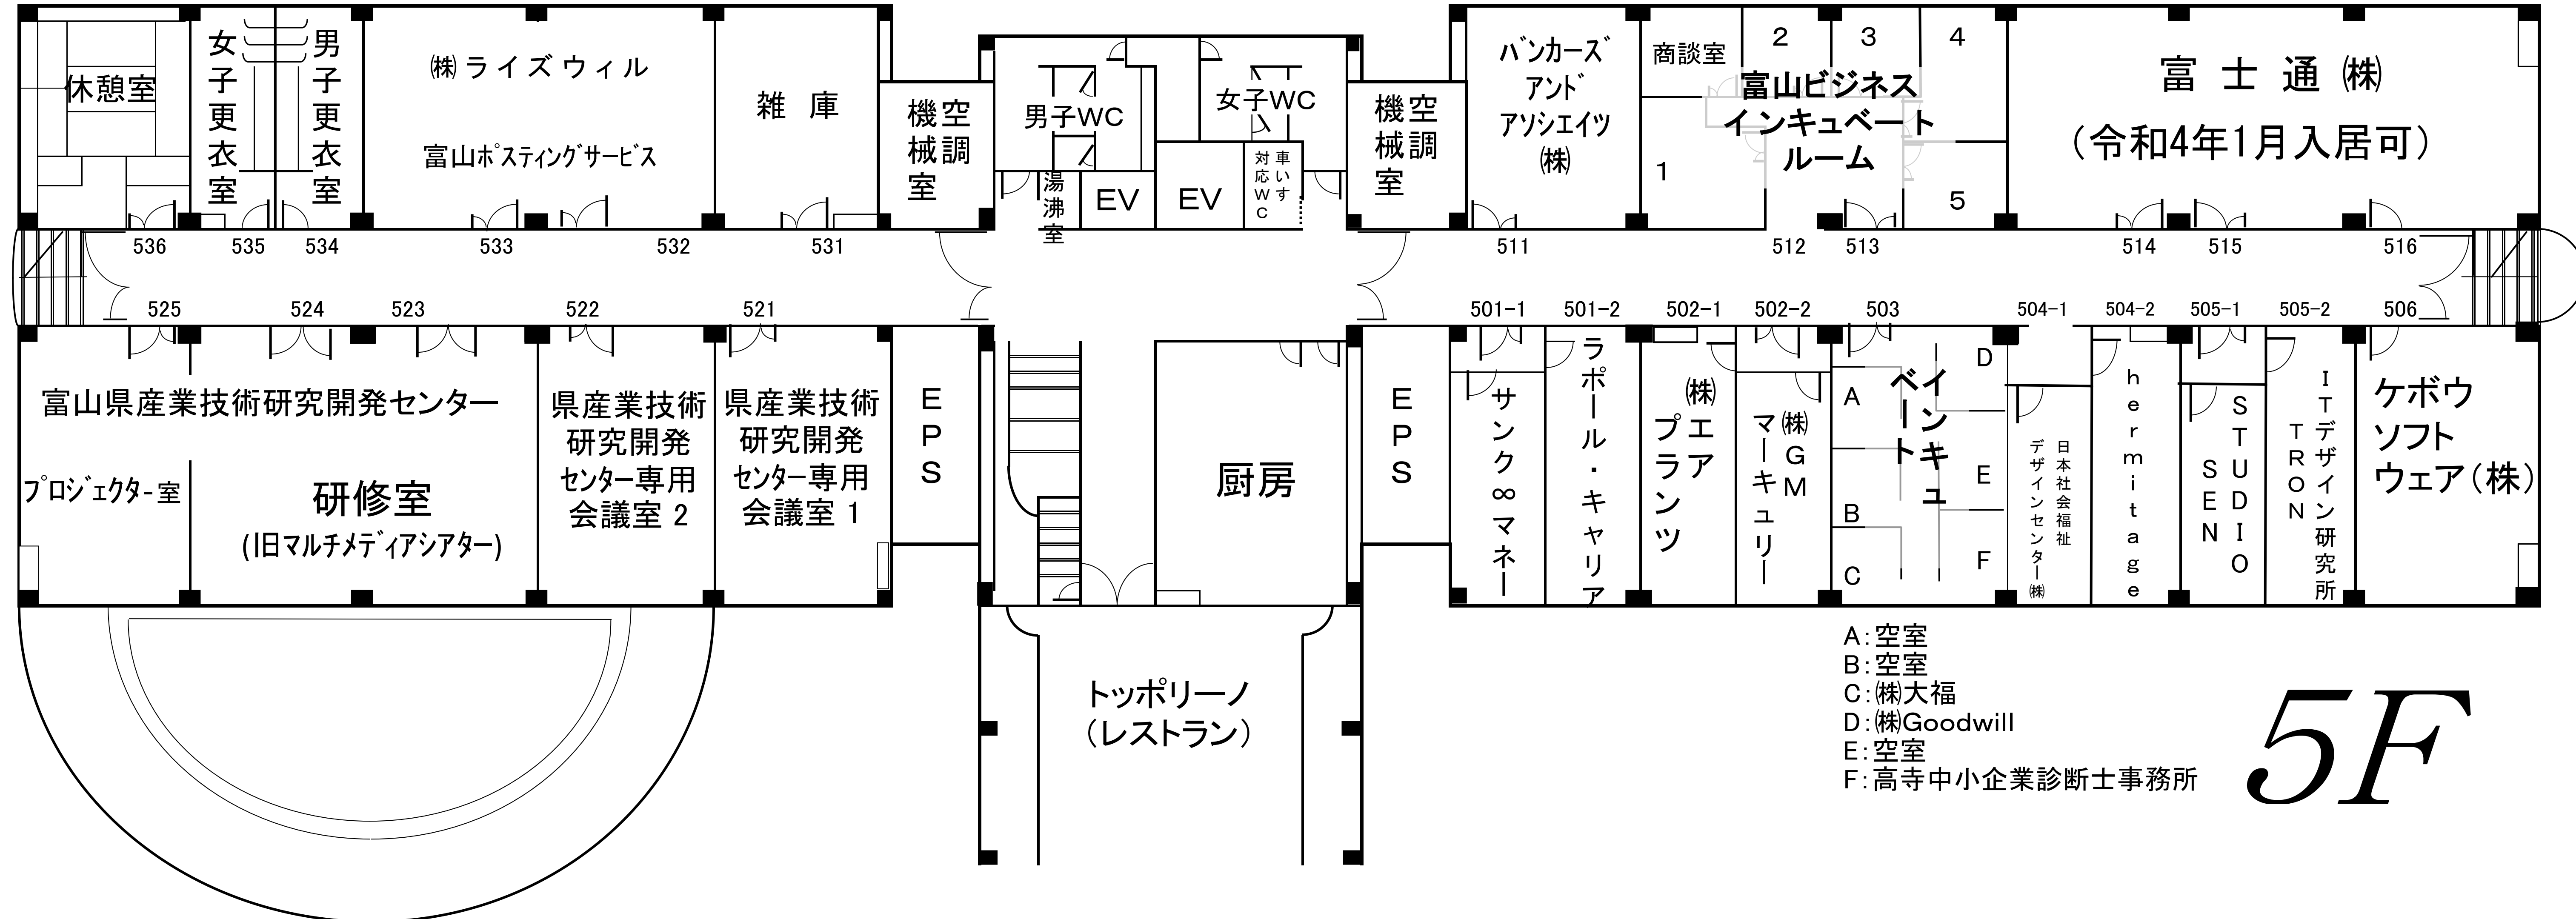 休憩室
女子更衣室
男子更衣室
㈱ライズウィル
富山ポスティングサービス
雑庫
空調
機械室
男子WC
女子WC
湯沸室
EV
EV
車いす
対応WC
空調
機械室
バンカーズ
アンド
アソシエイツ
㈱
商談室
1
2
3
4
5
富山ビジネス
インキュベート
ルーム
富士通㈱
（令和4年1月入居可）
536
535
534
533
532
531
511
512
513
514
515
516
525
524
523
522
521
501-1
501-2
502-1
502-2
503
504-1
504-2
505-1
505-2
506
富山県産業技術研究開発センター
プロジェクター室
研修室
(旧マルチメディアシアター)
県産業技術
研究開発
センター専用
会議室 2
県産業技術
研究開発
センター専用
会議室 1
EPS
厨房
EPS
サンク∞マネー
ラポール・キャリア
㈱エア
プランツ
㈱GM
マーキュリー
インキュ
ベート
A
B
C
D
E
F
日本社会福祉
デザインセンター㈱
hermitage
STUDIO
SEN
ITデザイン研究所
TRON
ケボウ
ソフト
ウェア（株）
トッポリーノ
（レストラン）
A：空室
B：空室
C：㈱大福
D：㈱Goodwill
E：空室
F：高寺中小企業診断士事務所
5F